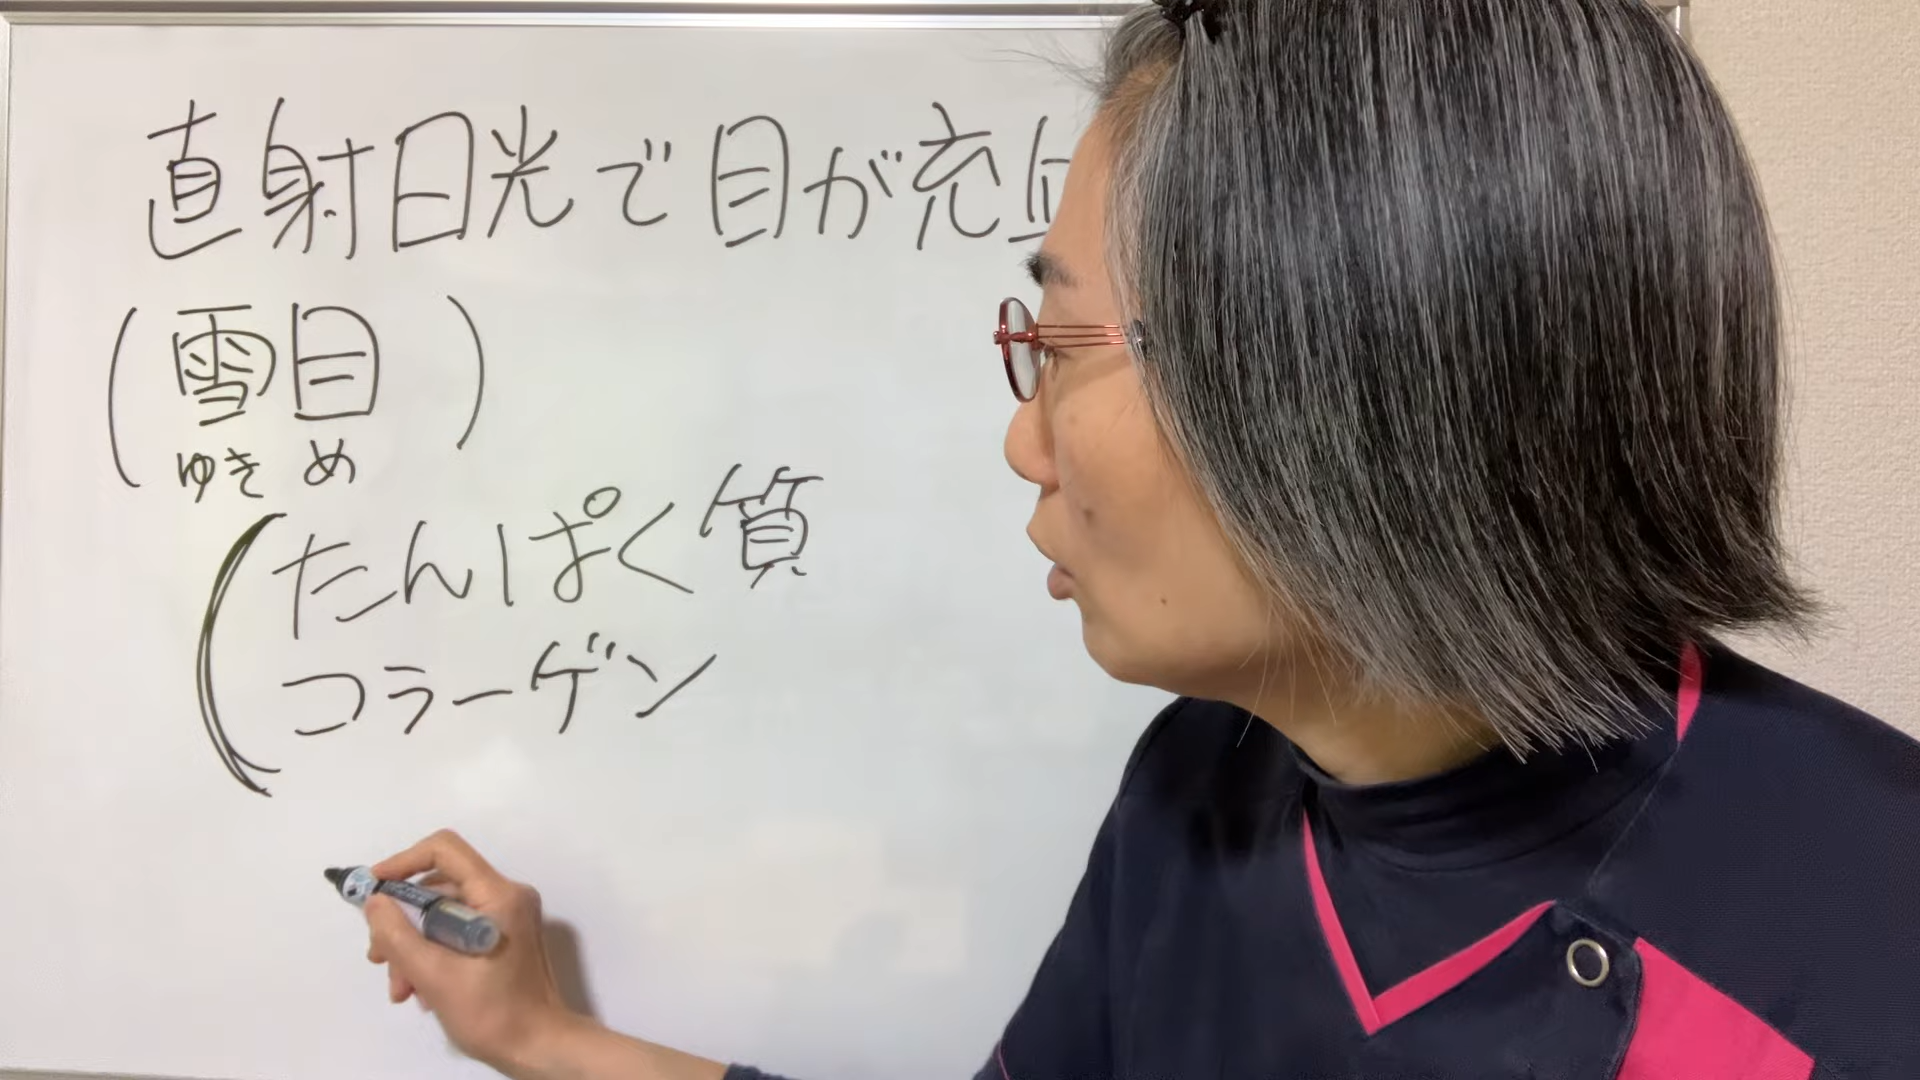 直射日光で目が充血
(雪目)
ゆきめ
(たんぱく質
コラーゲン